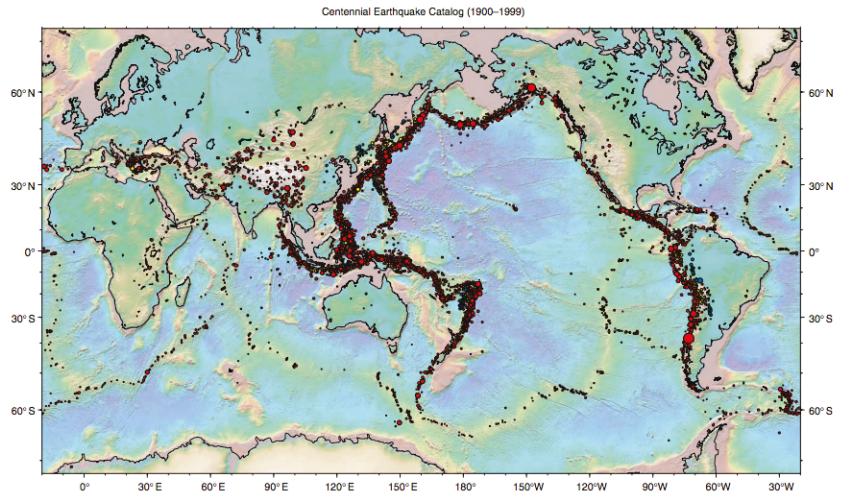 Centennial Earthquake Catalog (1900–1999)
60° N 60° N
30° N 30° N
0° 0°
30° S 30° S
60° S 60° S
0° 30° E 60° E 90° E 120° E 150° E 180° 150° W 120° W 90° W 60° W 30° W